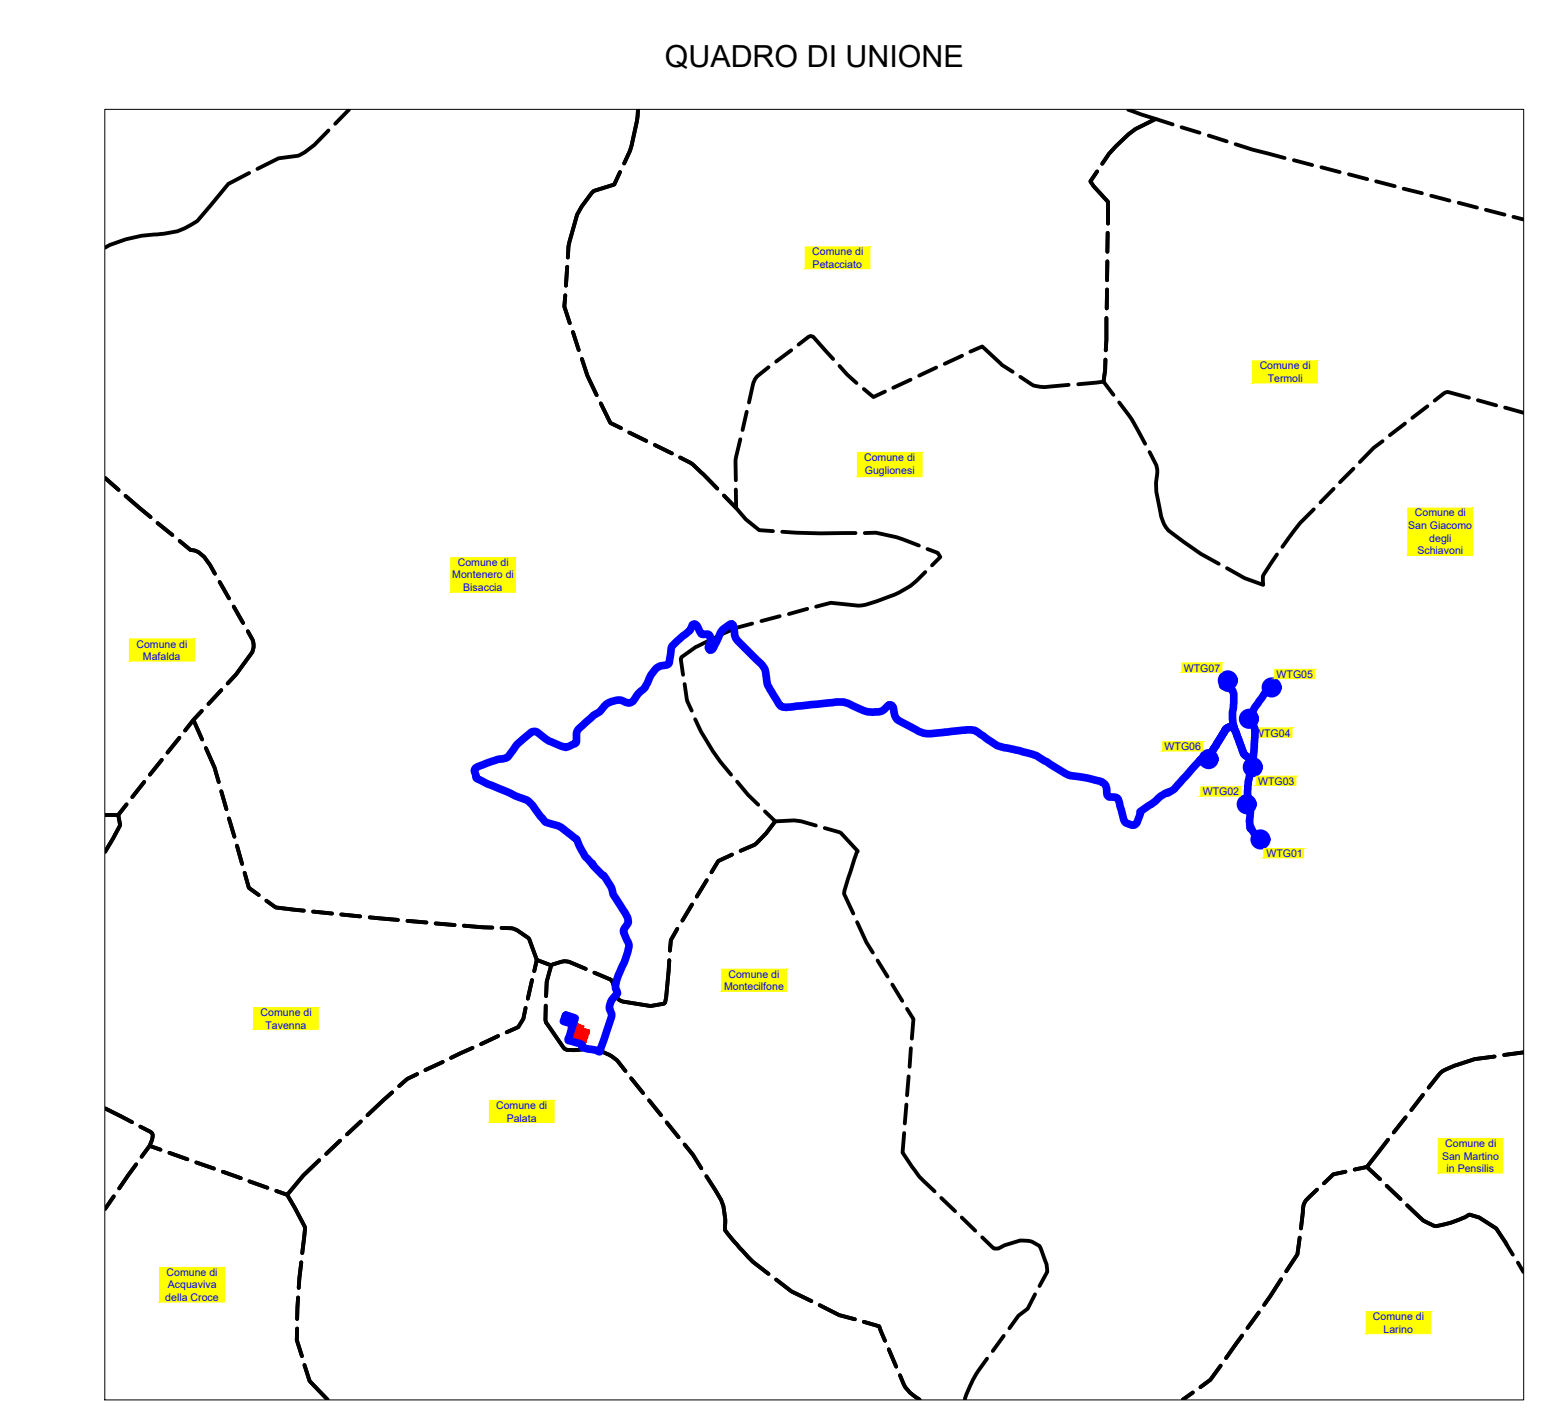 QUADRO DI UNIONE
Comune di
Petacciato
Comune di
Termoli
Comune di
Guglionesi
Comune di
San Giacomo
degli
Schiavoni
Comune di
Montenero di
Bisaccia
Comune di
Mafalda
WTG07
WTG05
WTG04
WTG06
WTG03
WTG02
WTG01
Comune di
Montecilfone
Comune di
Tavenna
Comune di
Palata
Comune di
San Martino
in Pensilis
Comune di
Acquaviva
della Croce
Comune di
Larino